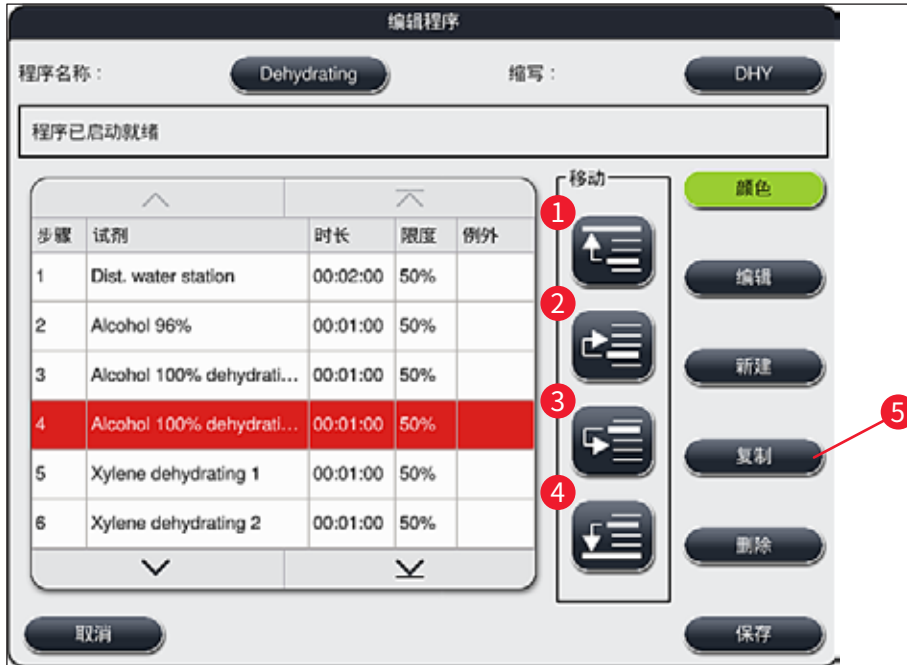 编辑程序
程序名称： Dehydrating 缩写： DHY
程序已启动就绪
移动
颜色
1
步骤 试剂 时长 限度 例外
1 Dist. water station 00:02:00 50%
编辑
2
2 Alcohol 96% 00:01:00 50%
3 Alcohol 100% dehydrati... 00:01:00 50%
新建
3
4 Alcohol 100% dehydrati... 00:01:00 50%
5
复制
5 Xylene dehydrating 1 00:01:00 50%
4
6 Xylene dehydrating 2 00:01:00 50%
删除
取消
保存